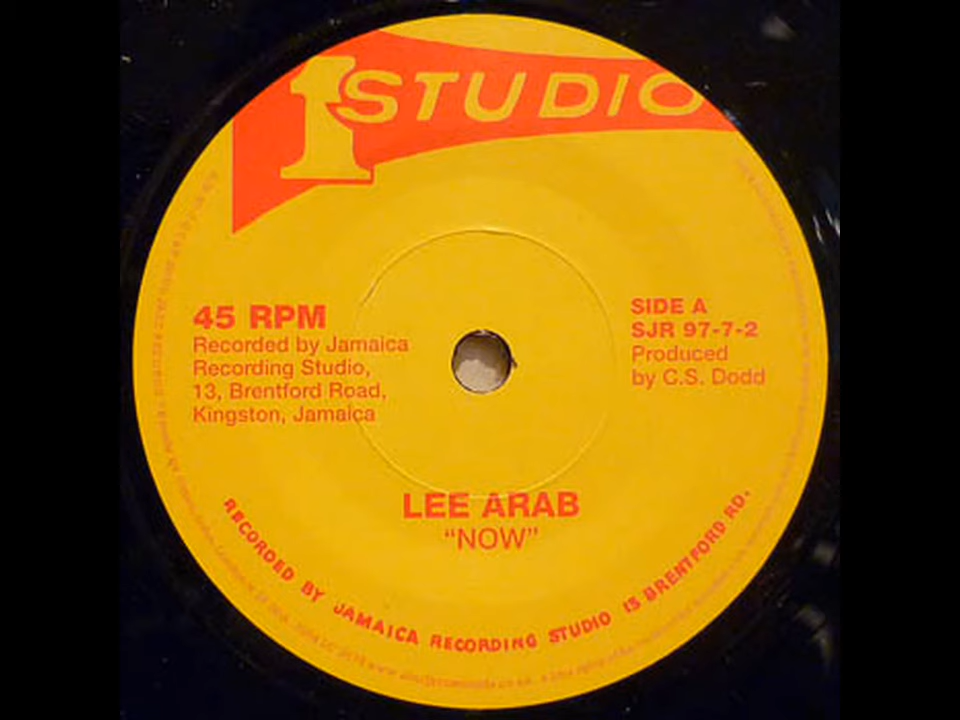 1 STUDIO
45 RPM
Recorded by Jamaica
Recording Studio,
13, Brentford Road,
Kingston, Jamaica
SIDE A
SJR 97-7-2
Produced
by C.S. Dodd
LEE ARAB
“NOW”
RECORDED BY JAMAICA RECORDING STUDIO 13 BRENTFORD RD.